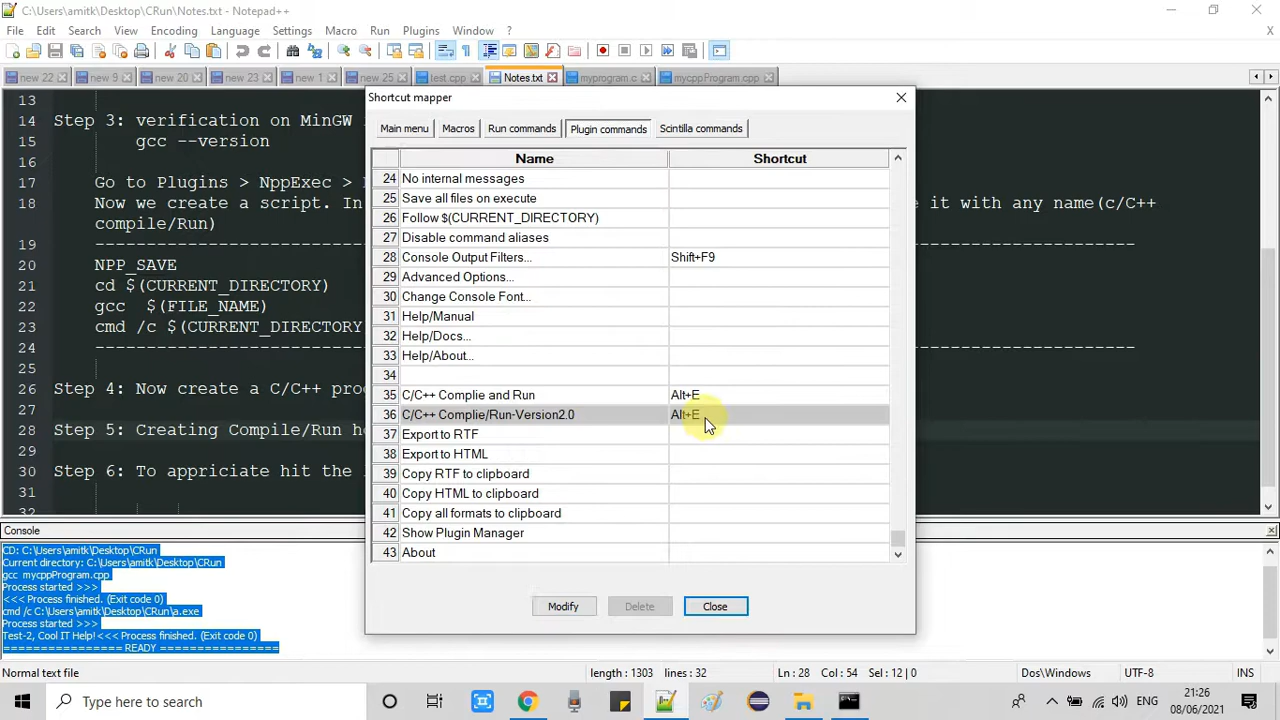 C:\Users\amitk\Desktop\CRun\Notes.txt - Notepad++
File Edit Search View Encoding Language Settings Macro Run Plugins Window ? X
new 22 new 9 new 20 new 23 new 1 new 25 test.cpp Notes.txt myprogram.c mycppProgram.cpp
13
14 Step 3: verification on MinGW
15 gcc --version
16
17 Go to Plugins > NppExec >
18 Now we create a script. In
it with any name(c/C++
compile/Run)
19 ----------------------------
20 NPP_SAVE
21 cd $(CURRENT_DIRECTORY)
22 gcc $(FILE_NAME)
23 cmd /c $(CURRENT_DIRECTORY
24 ----------------------------
25
26 Step 4: Now create a C/C++
27
28 Step 5: Creating Compile/Run
29
30 Step 6: To appriciate hit the
31
32
Shortcut mapper
Main menu Macros Run commands Plugin commands Scintilla commands
Name Shortcut
24 No internal messages
25 Save all files on execute
26 Follow $(CURRENT_DIRECTORY)
27 Disable command aliases
28 Console Output Filters... Shift+F9
29 Advanced Options...
30 Change Console Font...
31 Help/Manual
32 Help/Docs...
33 Help/About...
34
35 C/C++ Complie and Run Alt+E
36 C/C++ Complie/Run-Version2.0 Alt+E
37 Export to RTF
38 Export to HTML
39 Copy RTF to clipboard
40 Copy HTML to clipboard
41 Copy all formats to clipboard
42 Show Plugin Manager
43 About
Modify Delete Close
Console
CD: C:\Users\amitk\Desktop\CRun
Current directory: C:\Users\amitk\Desktop\CRun
gcc mycppProgram.cpp
Process started >>>
<<< Process finished. (Exit code 0)
cmd /c C:\Users\amitk\Desktop\CRun\a.exe
Process started >>>
Test-2, Cool IT Help!<<< Process finished. (Exit code 0)
================ READY ================
Normal text file length : 1303 lines : 32 Ln : 28 Col : 54 Sel : 12 | 0 Dos\Windows UTF-8 INS
Type here to search
ENG
21:26
08/06/2021